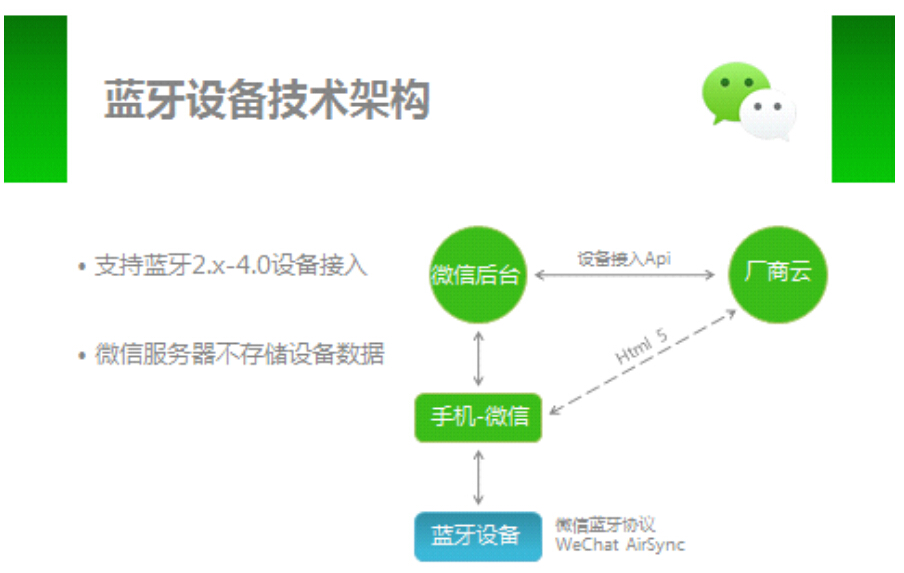 蓝牙设备技术架构
• 支持蓝牙2.x-4.0设备接入
• 微信服务器不存储设备数据
微信后台
设备接入Api
厂商云
Html 5
手机-微信
蓝牙设备
微信蓝牙协议
WeChat AirSync